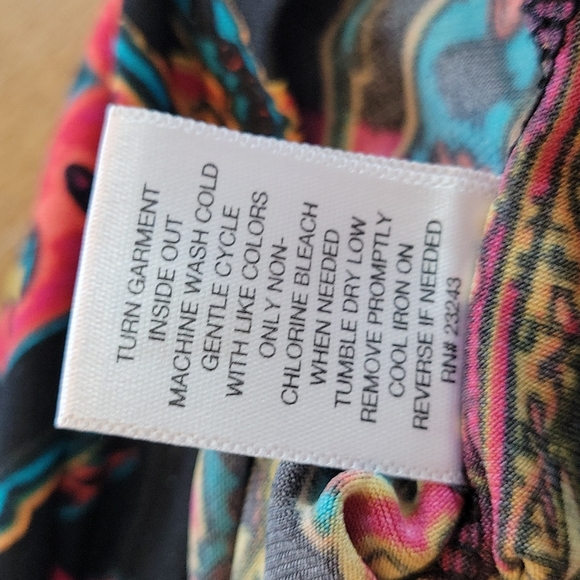 TURN GARMENT
INSIDE OUT
MACHINE WASH COLD
GENTLE CYCLE
WITH LIKE COLORS
ONLY NON-
CHLORINE BLEACH
WHEN NEEDED
TUMBLE DRY LOW
REMOVE PROMPTLY
COOL IRON ON
REVERSE IF NEEDED
RN# 23243